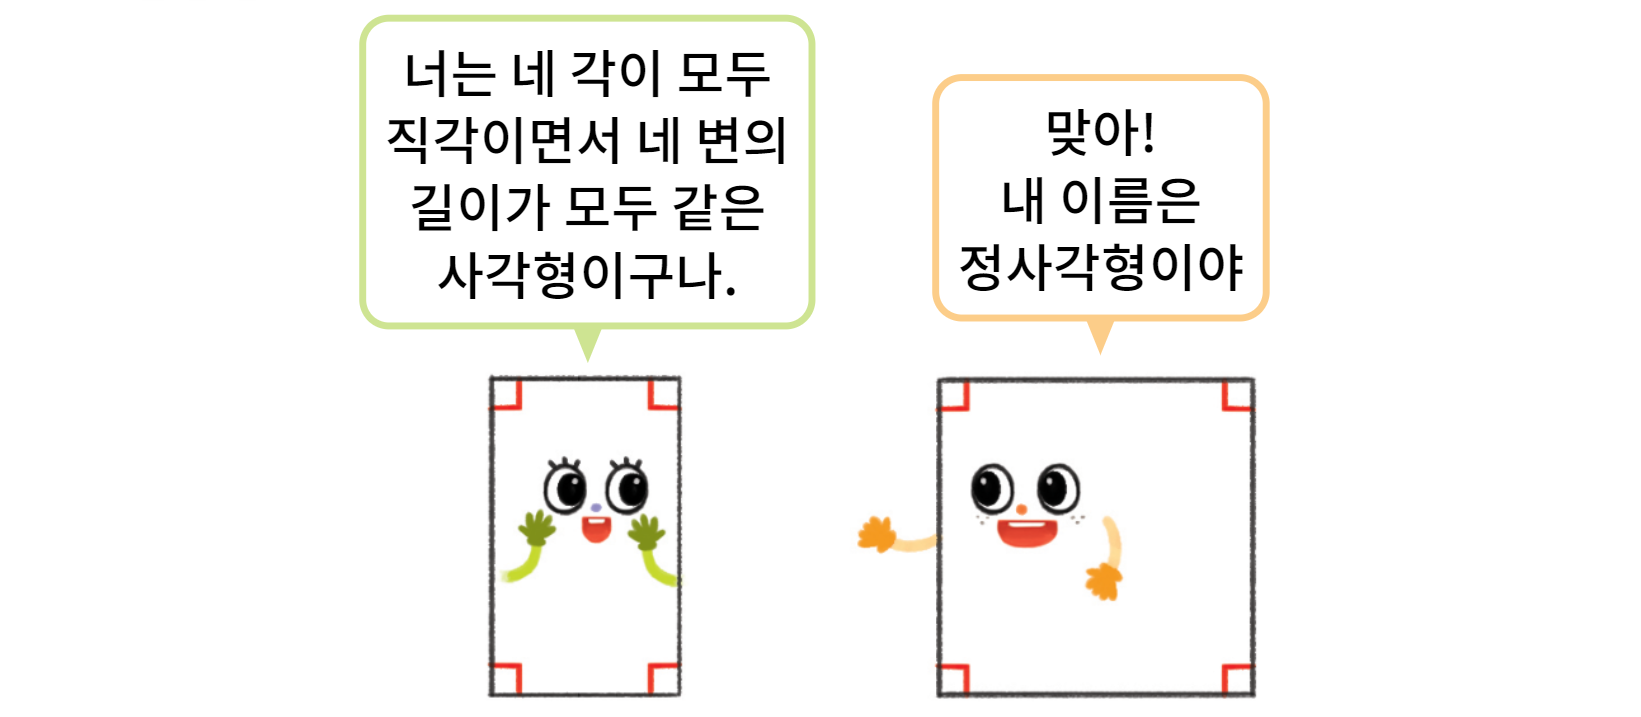 너는 네 각이 모두
직각이면서 네 변의
길이가 모두 같은
사각형이구나.
맞아!
내 이름은
정사각형이야